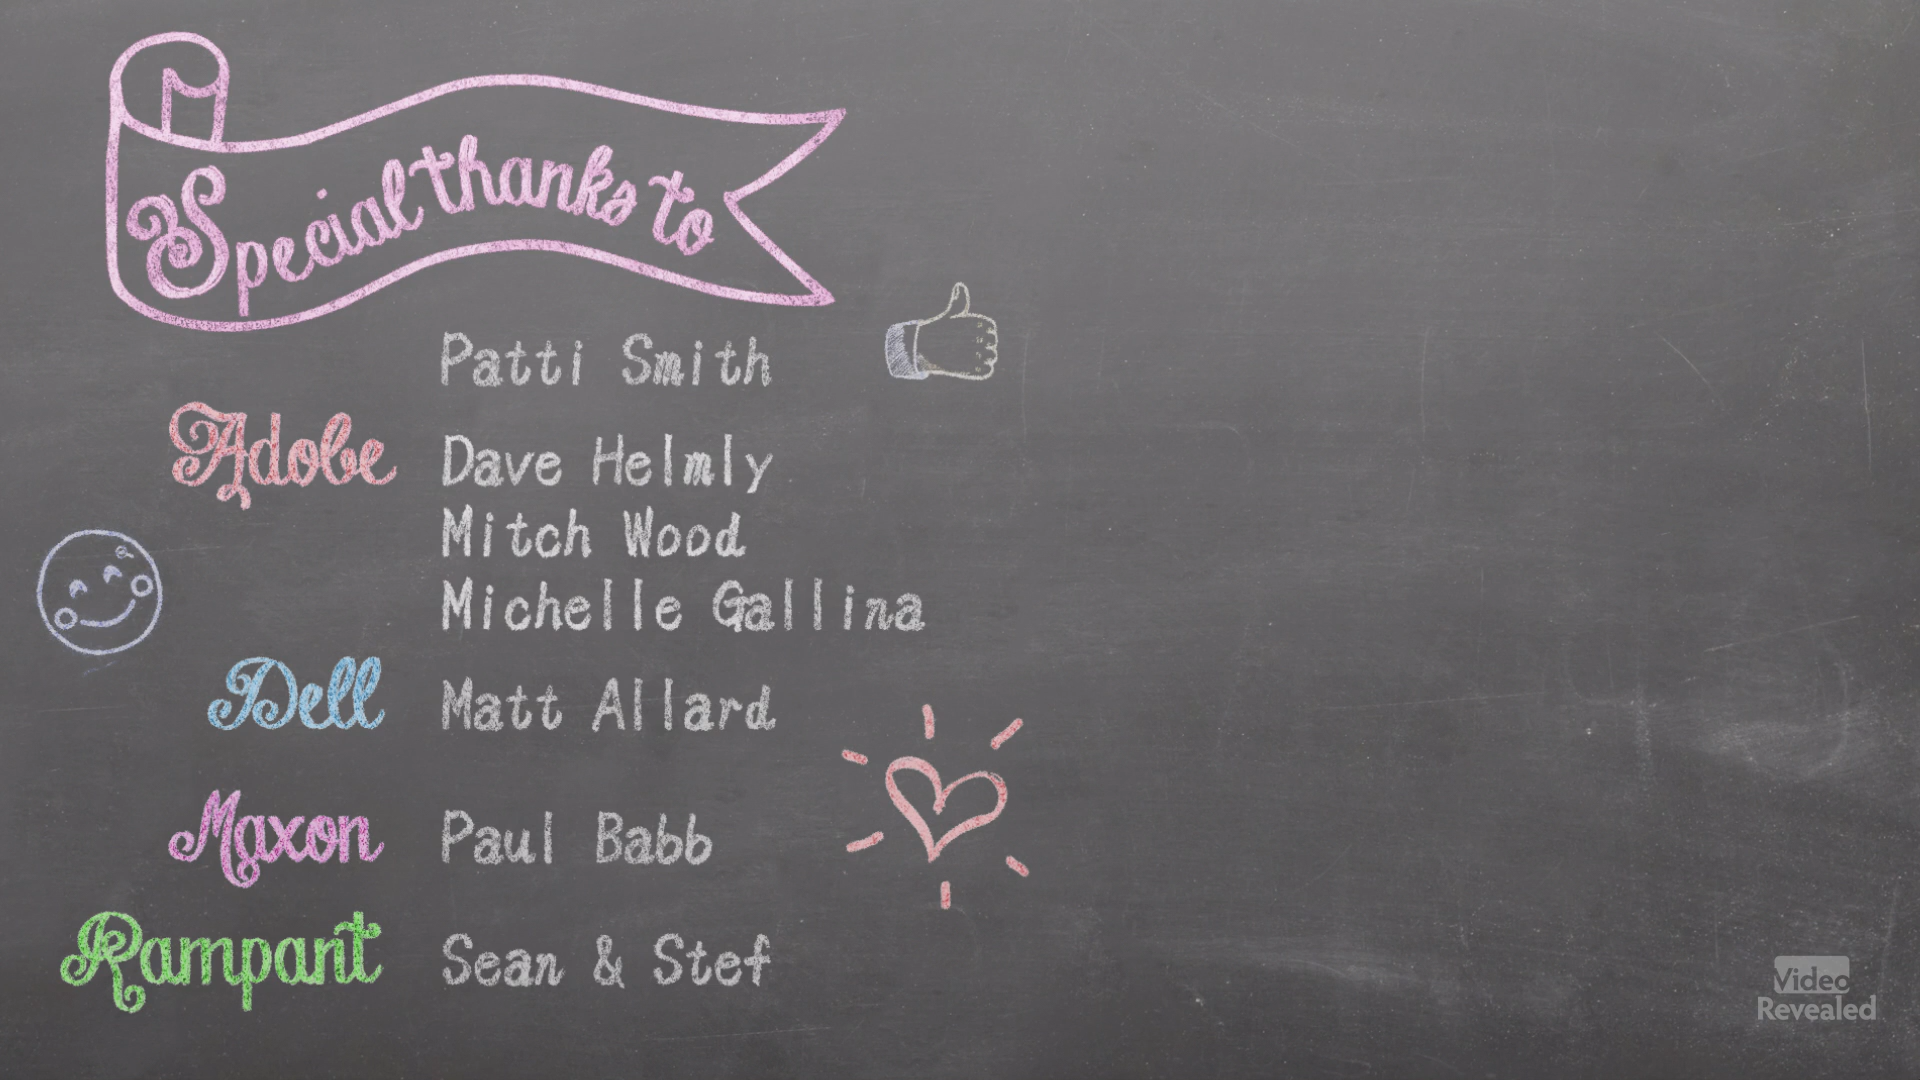 Special thanks to
Patti Smith
Adobe Dave Helmly
Mitch Wood
Michelle Gallina
Dell Matt Allard
Maxon Paul Babb
Rampant Sean & Stef
Video
Revealed